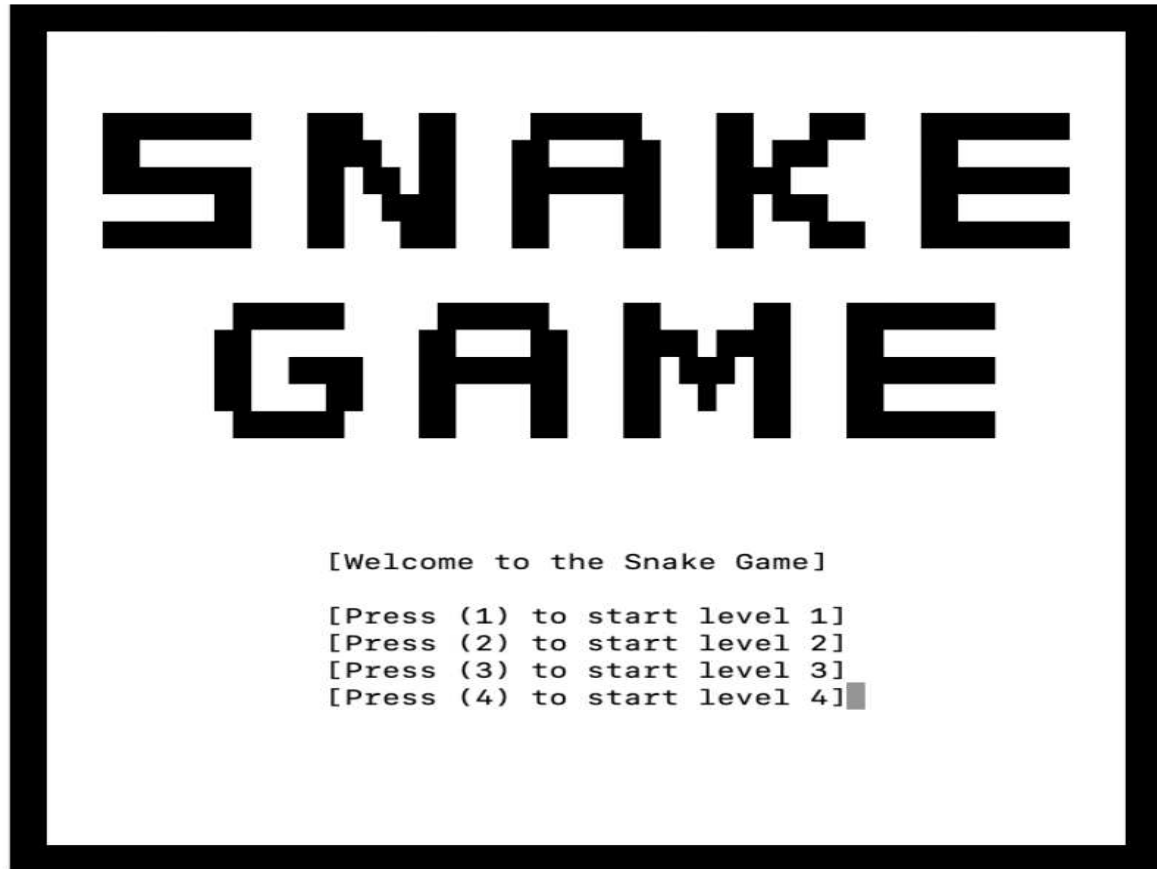 SNAKE
GAME
[Welcome to the Snake Game]
[Press (1) to start level 1]
[Press (2) to start level 2]
[Press (3) to start level 3]
[Press (4) to start level 4]